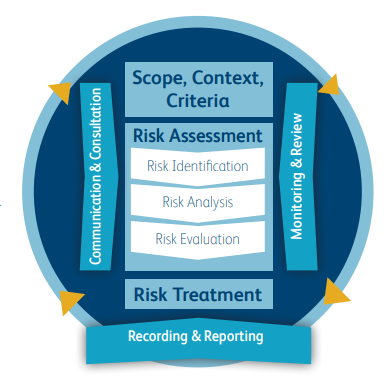 Scope, Context,
Criteria
Risk Assessment
Risk Identification
Risk Analysis
Risk Evaluation
Risk Treatment
Communication & Consultation
Monitoring & Review
Recording & Reporting